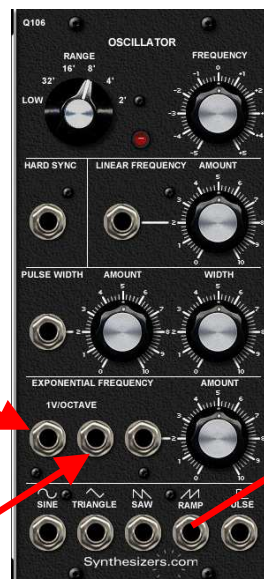 Q106
OSCILLATOR
RANGE
FREQUENCY
LOW 32' 16' 8' 4' 2'
-5 -4 -3 -2 -1 0 +1 +2 +3 +4 +5
HARD SYNC
LINEAR FREQUENCY AMOUNT
0 1 2 3 4 5 6 7 8 9 10
PULSE WIDTH AMOUNT WIDTH
0 1 2 3 4 5 6 7 8 9 10
0 1 2 3 4 5 6 7 8 9 10
EXPONENTIAL FREQUENCY AMOUNT
1V/OCTAVE
0 1 2 3 4 5 6 7 8 9 10
SINE TRIANGLE SAW RAMP PULSE
Synthesizers.com